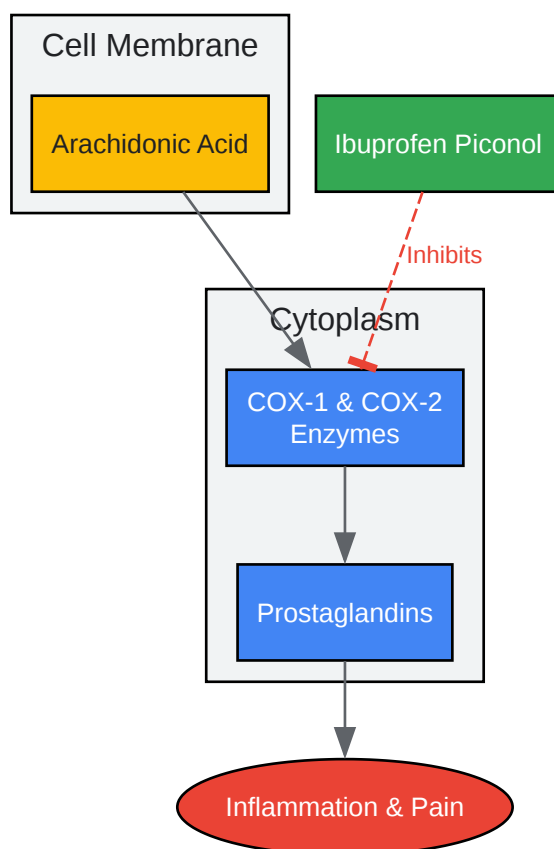 Cell Membrane
Arachidonic Acid
Ibuprofen Piconol
Inhibits
Cytoplasm
COX-1 & COX-2
Enzymes
Prostaglandins
Inflammation & Pain